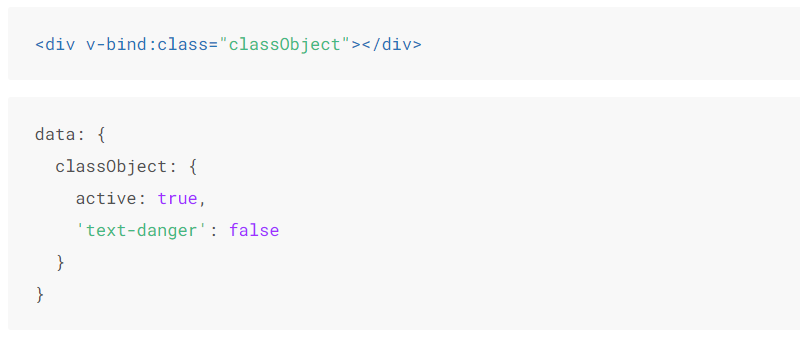 <div v-bind:class="classObject"></div>
data: {
  classObject: {
    active: true,
    'text-danger': false
  }
}